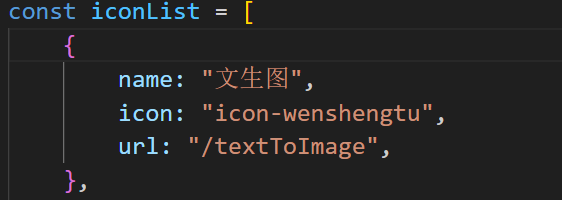 const iconList = [
{
name: "文生图",
icon: "icon-wenshengtu",
url: "/textToImage",
},